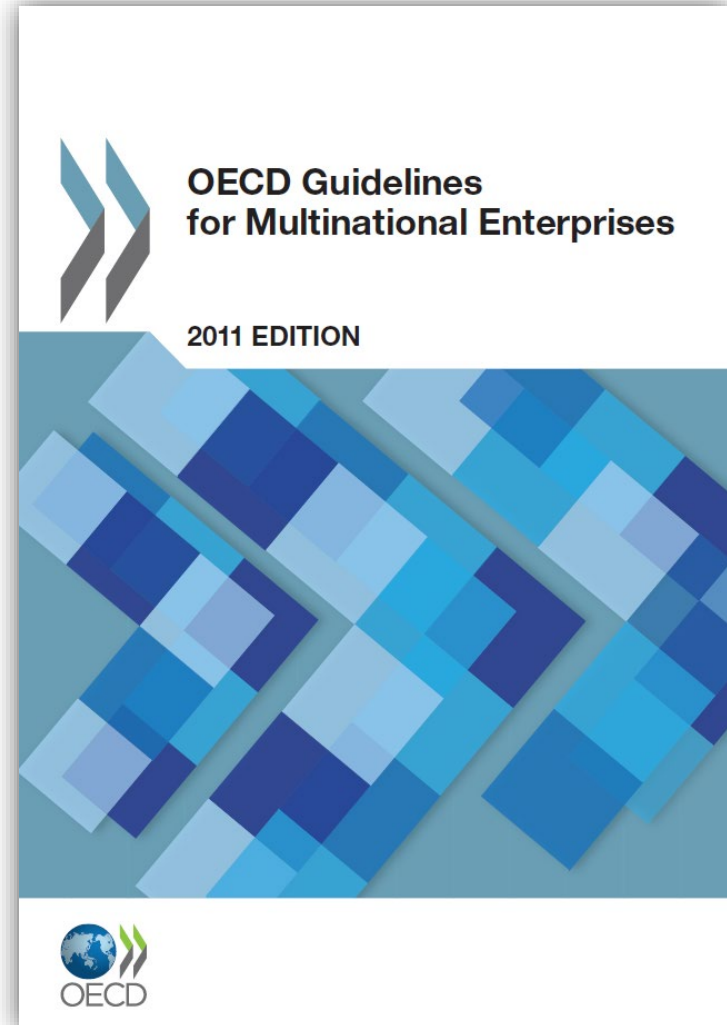 OECD Guidelines
for Multinational Enterprises
2011 EDITION
OECD